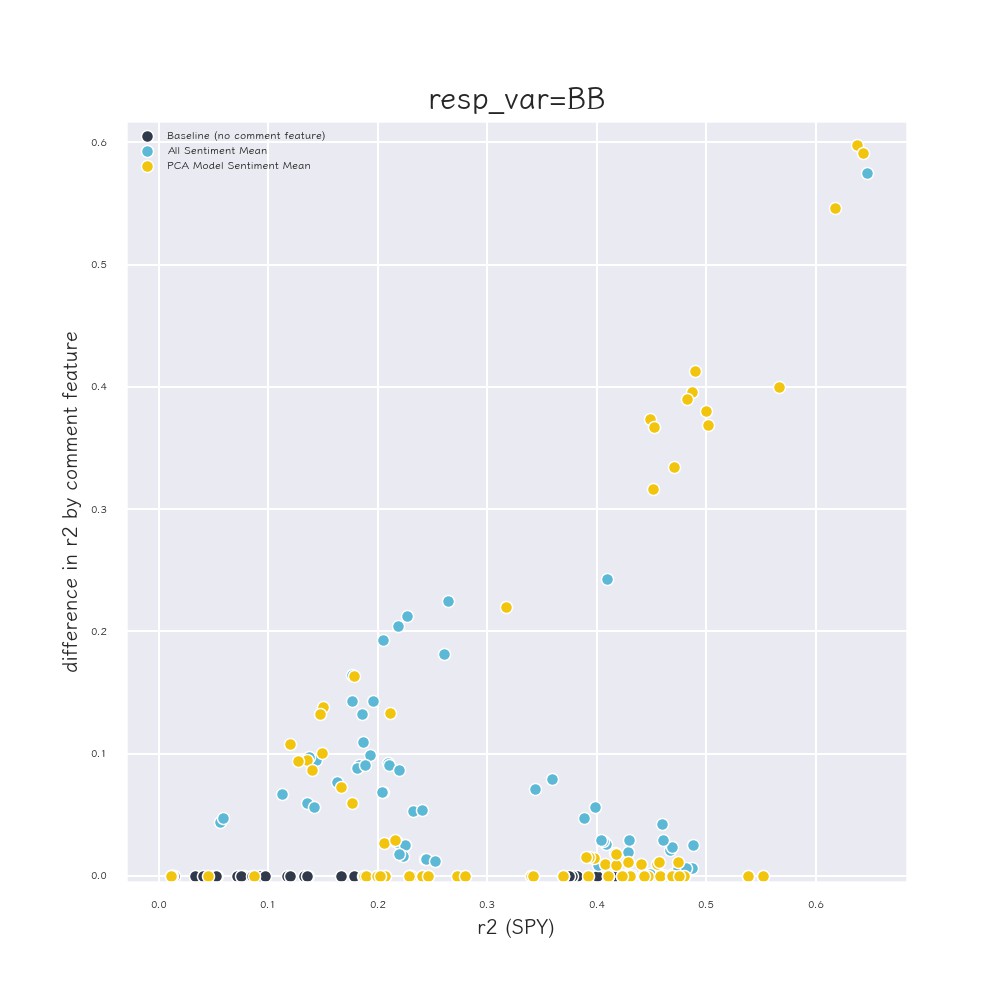 resp_var=BB
Baseline (no comment feature)
All Sentiment Mean
PCA Model Sentiment Mean
0.6
0.5
0.4
0.3
0.2
0.1
0.0
difference in r2 by comment feature
0.0 0.1 0.2 0.3 0.4 0.5 0.6
r2 (SPY)